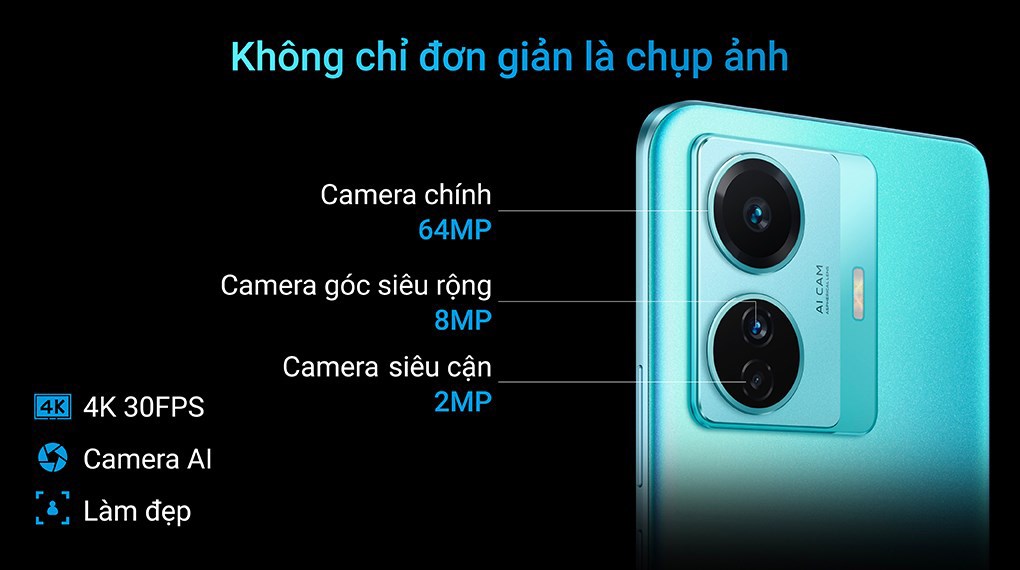 Không chỉ đơn giản là chụp ảnh
Camera chính
64MP
Camera góc siêu rộng
8MP
Camera siêu cận
2MP
4K 4K 30FPS
Camera AI
Làm đẹp
AI CAM
ASPHERICAL LENS